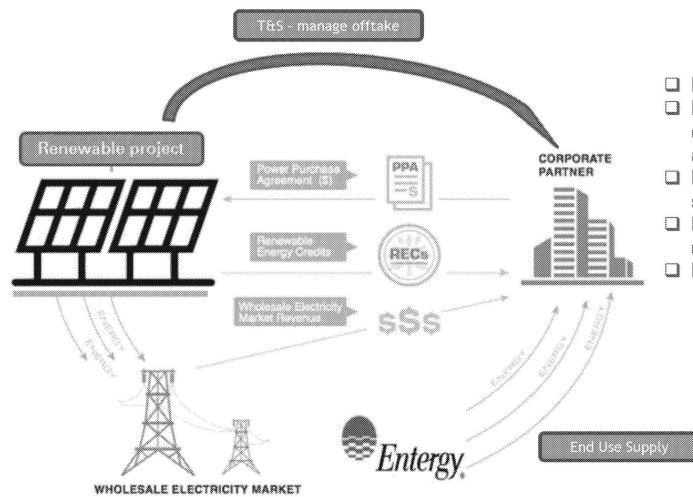 T&S - manage offtake
Renewable project
CORPORATE
PARTNER
Power Purchase
Agreement ($)
PPA
$
Renewable
Energy Credits
RECs
Wholesale Electricity
Market Revenue
$$$
ENERGY
ENERGY
ENERGY
ENERGY
ENERGY
ENERGY
Entergy
End Use Supply
WHOLESALE ELECTRICITY MARKET